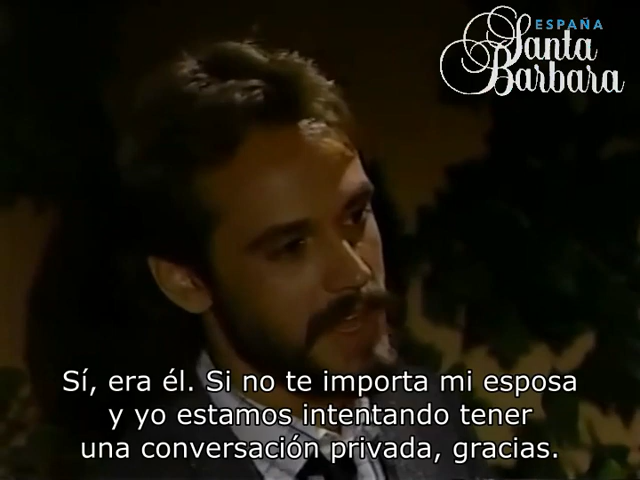 ESPAÑA
Santa
Barbara
Sí, era él. Si no te importa mi esposa
y yo estamos intentando tener
una conversación privada, gracias.